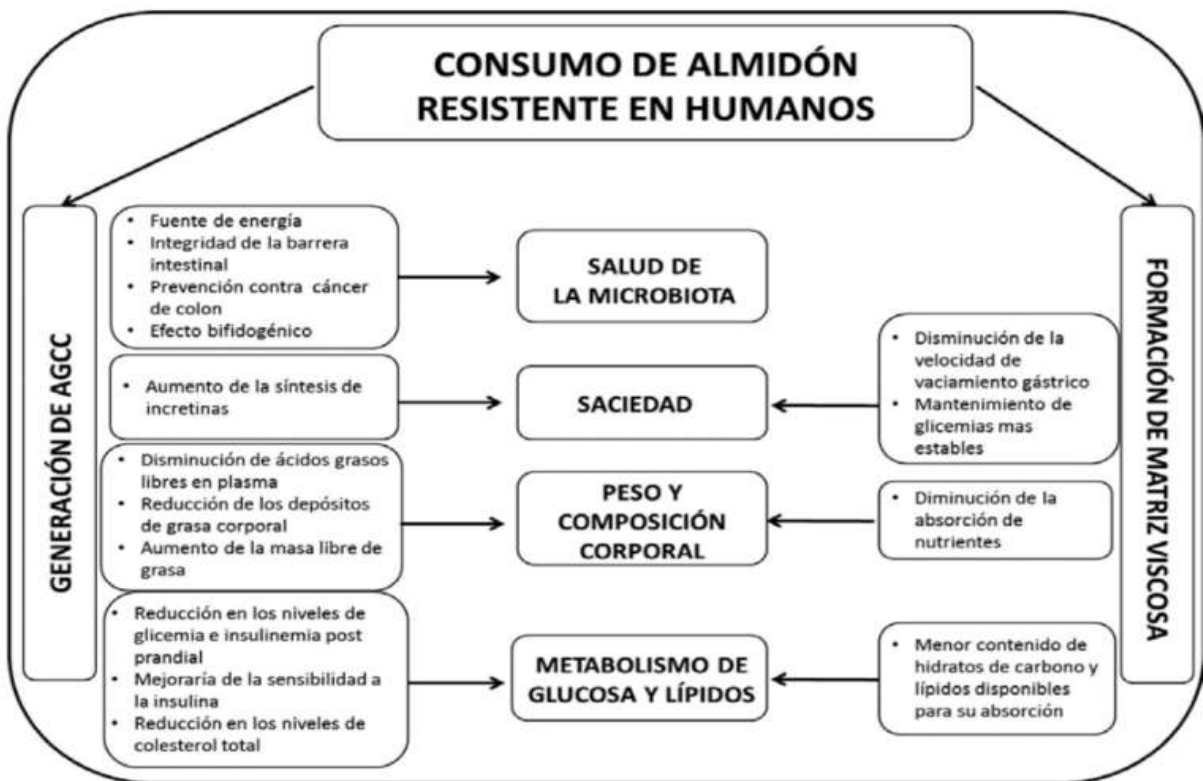 CONSUMO DE ALMIDÓN
RESISTENTE EN HUMANOS
GENERACIÓN DE AGCC
• Fuente de energía
• Integridad de la barrera
intestinal
• Prevención contra cáncer
de colon
• Efecto bifidogénico
SALUD DE
LA MICROBIOTA
• Aumento de la síntesis de
incretinas
SACIEDAD
• Disminución de la
velocidad de
vaciamiento gástrico
• Mantenimiento de
glicemias mas
estables
• Disminución de ácidos grasos
libres en plasma
• Reducción de los depósitos
de grasa corporal
• Aumento de la masa libre de
grasa
PESO Y
COMPOSICIÓN
CORPORAL
• Diminución de la
absorción de
nutrientes
• Reducción en los niveles de
glicemia e insulinemia post
prandial
• Mejoraría de la sensibilidad a
la insulina
• Reducción en los niveles de
colesterol total
METABOLISMO DE
GLUCOSA Y LÍPIDOS
• Menor contenido de
hidratos de carbono y
lípidos disponibles
para su absorción
FORMACIÓN DE MATRIZ VISCOSA